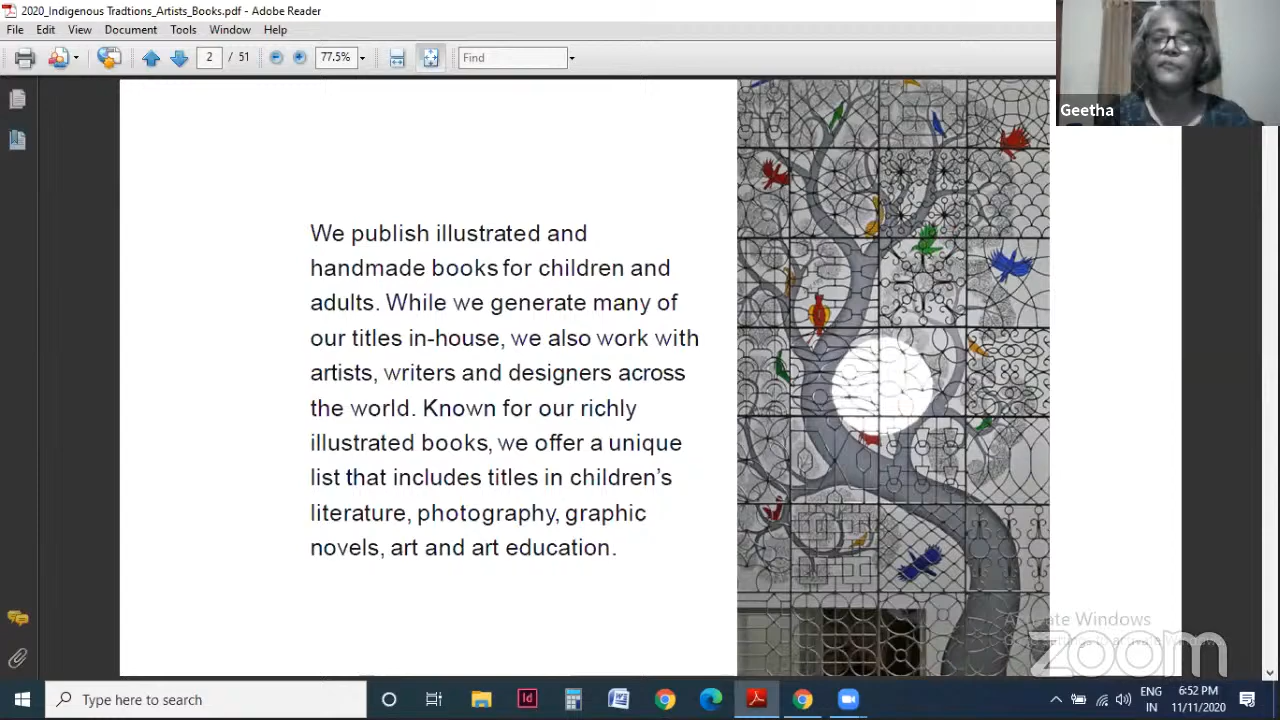 2020_Indigenous Tradtions_Artists_Books.pdf - Adobe Reader
File Edit View Document Tools Window Help
2 / 51 77.5% Find
Geetha
We publish illustrated and
handmade books for children and
adults. While we generate many of
our titles in-house, we also work with
artists, writers and designers across
the world. Known for our richly
illustrated books, we offer a unique
list that includes titles in children's
literature, photography, graphic
novels, art and art education.
Windows
zoom
Type here to search
Id
ENG
IN
6:52 PM
11/11/2020